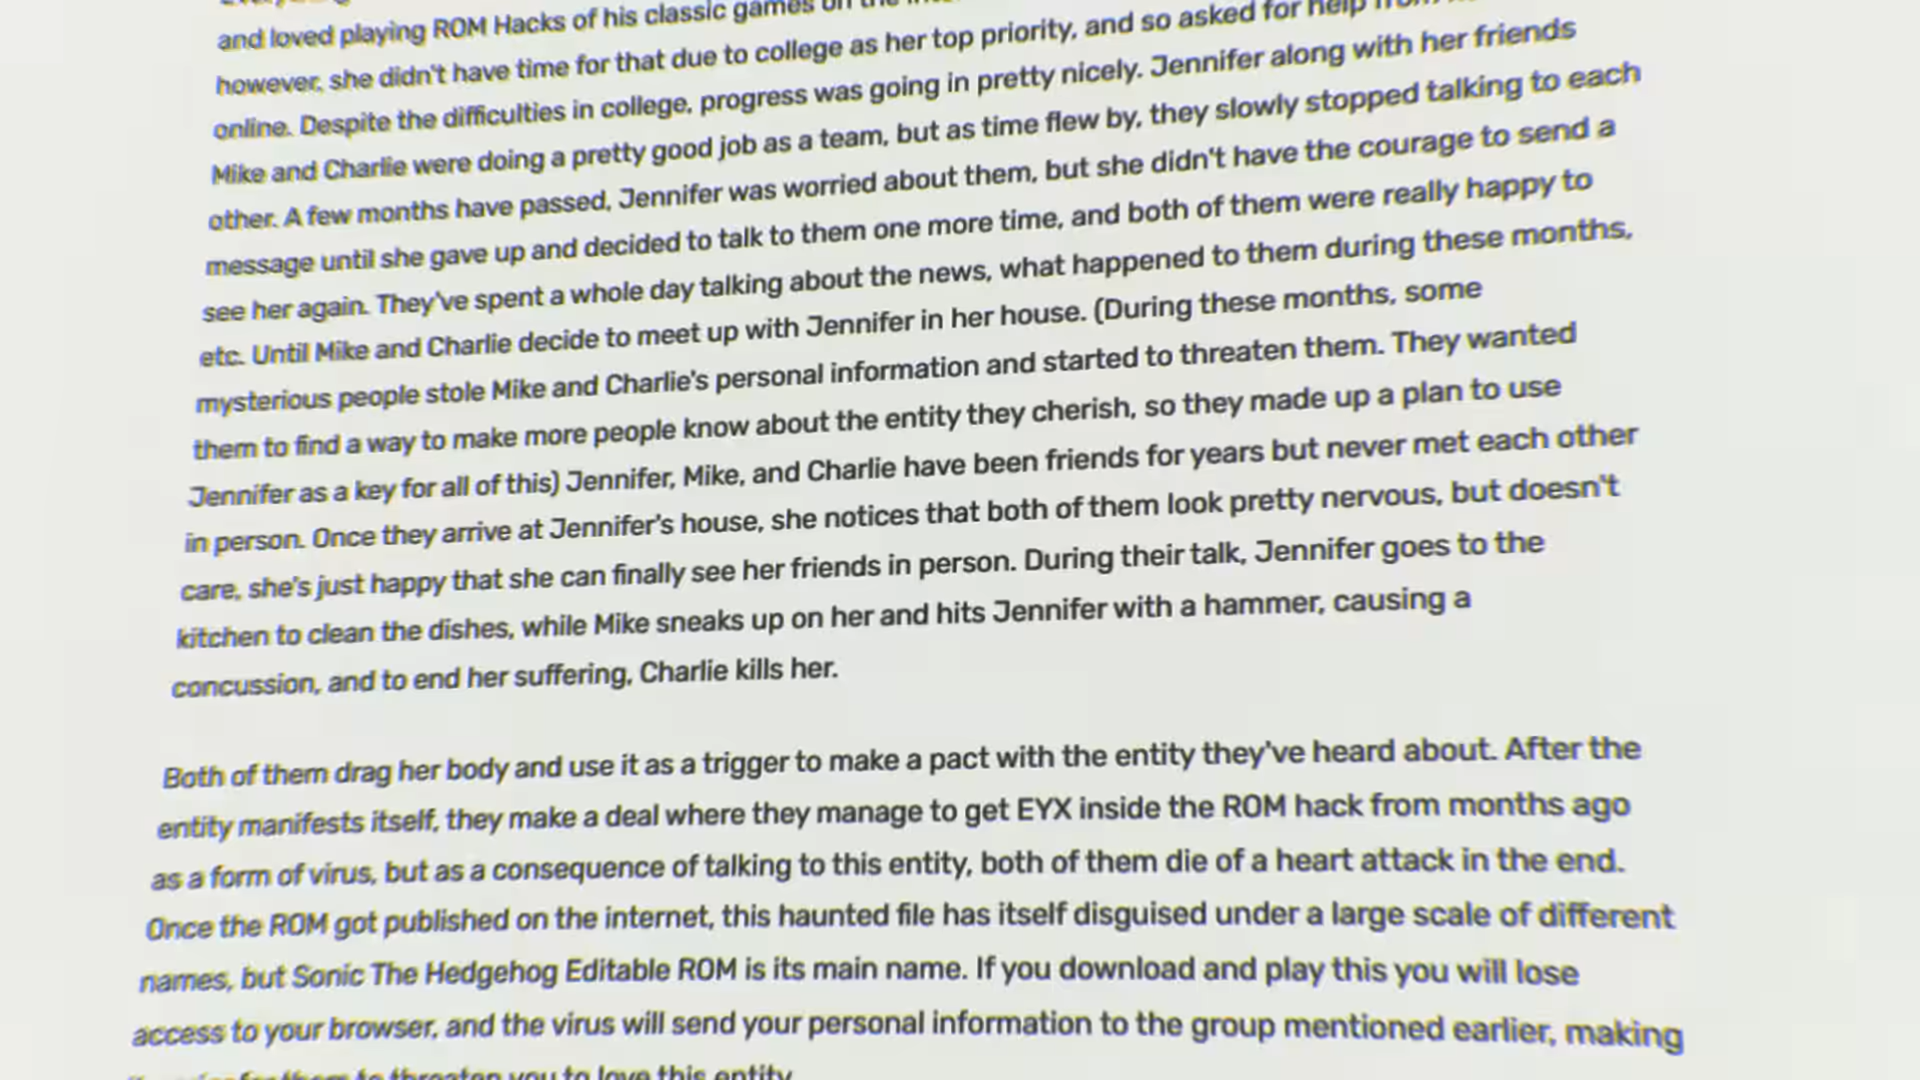 and loved playing ROM Hacks of his classic games on the
however, she didn't have time for that due to college as her top priority, and so asked for help
online. Despite the difficulties in college, progress was going in pretty nicely. Jennifer along with her friends
Mike and Charlie were doing a pretty good job as a team, but as time flew by, they slowly stopped talking to each
other. A few months have passed, Jennifer was worried about them, but she didn't have the courage to send a
message until she gave up and decided to talk to them one more time, and both of them were really happy to
see her again. They've spent a whole day talking about the news, what happened to them during these months,
etc. Until Mike and Charlie decide to meet up with Jennifer in her house. (During these months, some
mysterious people stole Mike and Charlie's personal information and started to threaten them. They wanted
them to find a way to make more people know about the entity they cherish, so they made up a plan to use
Jennifer as a key for all of this) Jennifer, Mike, and Charlie have been friends for years but never met each other
in person. Once they arrive at Jennifer's house, she notices that both of them look pretty nervous, but doesn't
care, she's just happy that she can finally see her friends in person. During their talk, Jennifer goes to the
kitchen to clean the dishes, while Mike sneaks up on her and hits Jennifer with a hammer, causing a
concussion, and to end her suffering, Charlie kills her.
Both of them drag her body and use it as a trigger to make a pact with the entity they've heard about. After the
entity manifests itself, they make a deal where they manage to get EYX inside the ROM hack from months ago
as a form of virus, but as a consequence of talking to this entity, both of them die of a heart attack in the end.
Once the ROM got published on the internet, this haunted file has itself disguised under a large scale of different
names, but Sonic The Hedgehog Editable ROM is its main name. If you download and play this you will lose
access to your browser, and the virus will send your personal information to the group mentioned earlier, making
for them to threaten you to love this entity